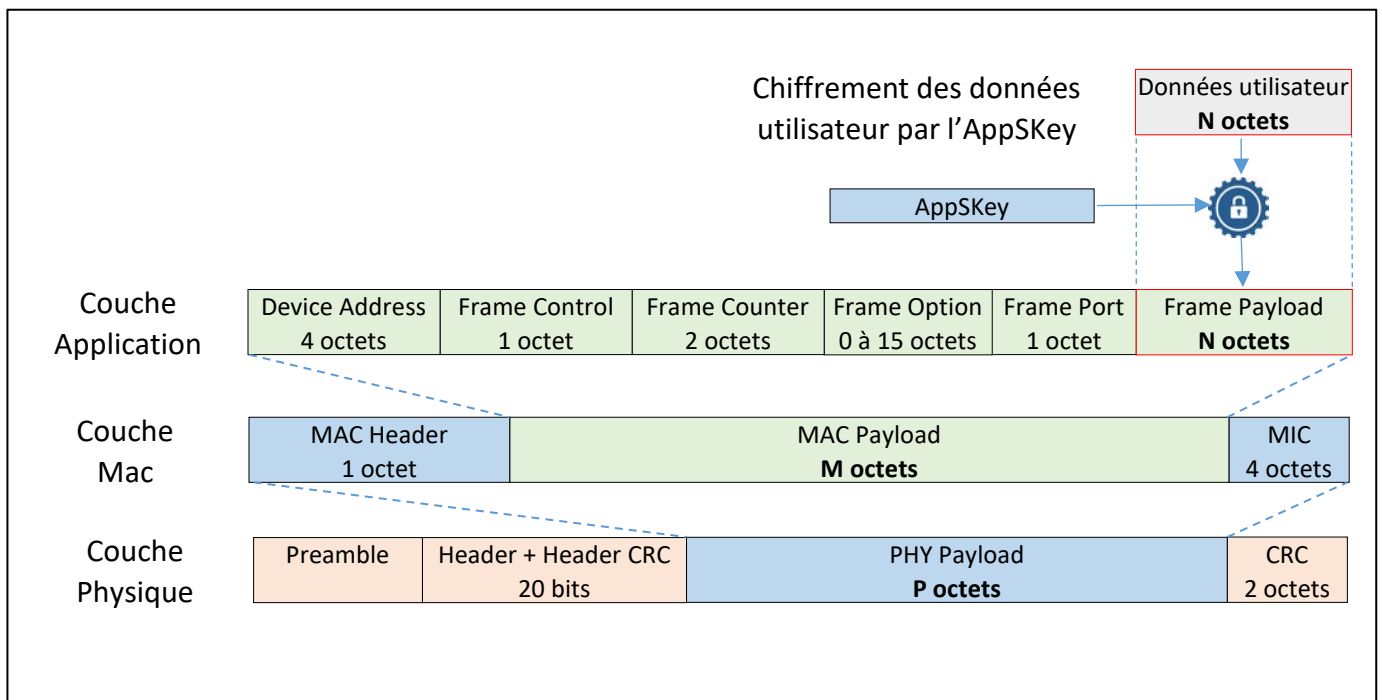 Chiffrement des données
utilisateur par l'AppSKey
Données utilisateur
N octets
AppSKey
Couche
Application
Device Address
4 octets
Frame Control
1 octet
Frame Counter
2 octets
Frame Option
0 à 15 octets
Frame Port
1 octet
Frame Payload
N octets
Couche
Mac
MAC Header
1 octet
MAC Payload
M octets
MIC
4 octets
Couche
Physique
Preamble
Header + Header CRC
20 bits
PHY Payload
P octets
CRC
2 octets